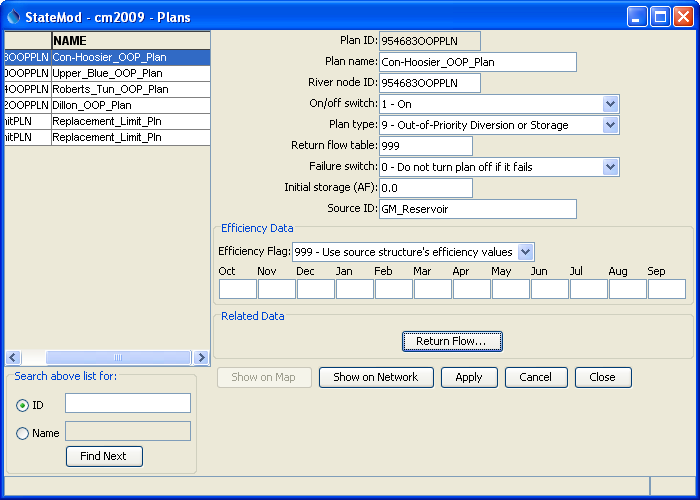 StateMod - cm2009 - Plans
NAME
83OOPPLN Con-Hoosier_OOP_Plan
0OOPPLN Upper_Blue_OOP_Plan
4OOPPLN Roberts_Tun_OOP_Plan
2OOPPLN Dillon_OOP_Plan
nitPLN Replacement_Limit_Pln
nitPLN Replacement_Limit_Pln
Search above list for:
ID
Name
Find Next
Plan ID: 954683OOPPLN
Plan name: Con-Hoosier_OOP_Plan
River node ID: 954683OOPPLN
On/off switch: 1 - On
Plan type: 9 - Out-of-Priority Diversion or Storage
Return flow table: 999
Failure switch: 0 - Do not turn plan off if it fails
Initial storage (AF): 0.0
Source ID: GM_Reservoir
Efficiency Data
Efficiency Flag: 999 - Use source structure's efficiency values
Oct Nov Dec Jan Feb Mar Apr May Jun Jul Aug Sep
Related Data
Return Flow...
Show on Map Show on Network Apply Cancel Close